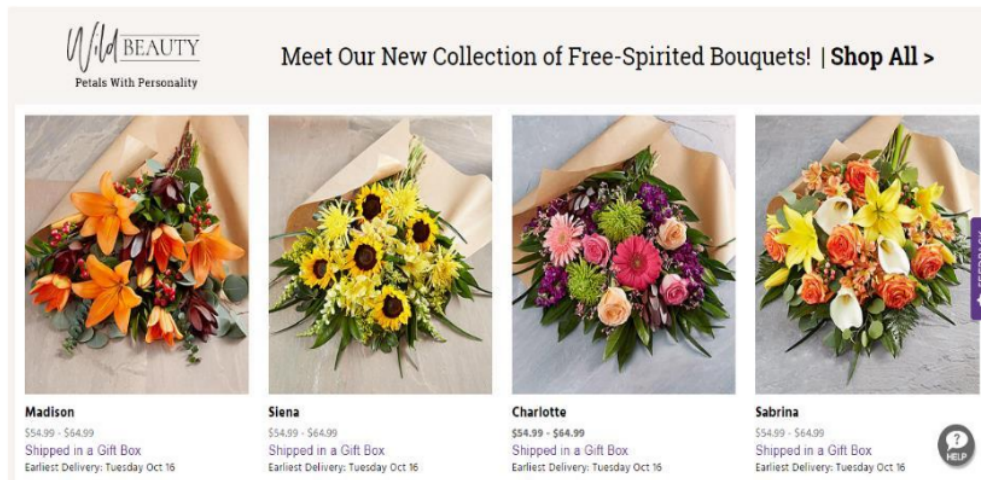 Wild BEAUTY
Petals With Personality
Meet Our New Collection of Free-Spirited Bouquets! | Shop All >
Madison
$54.99 - $64.99
Shipped in a Gift Box
Earliest Delivery: Tuesday Oct 16
Siena
$54.99 - $64.99
Shipped in a Gift Box
Earliest Delivery: Tuesday Oct 16
Charlotte
$54.99 - $64.99
Shipped in a Gift Box
Earliest Delivery: Tuesday Oct 16
Sabrina
$54.99 - $64.99
Shipped in a Gift Box
Earliest Delivery: Tuesday Oct 16
?
HELP